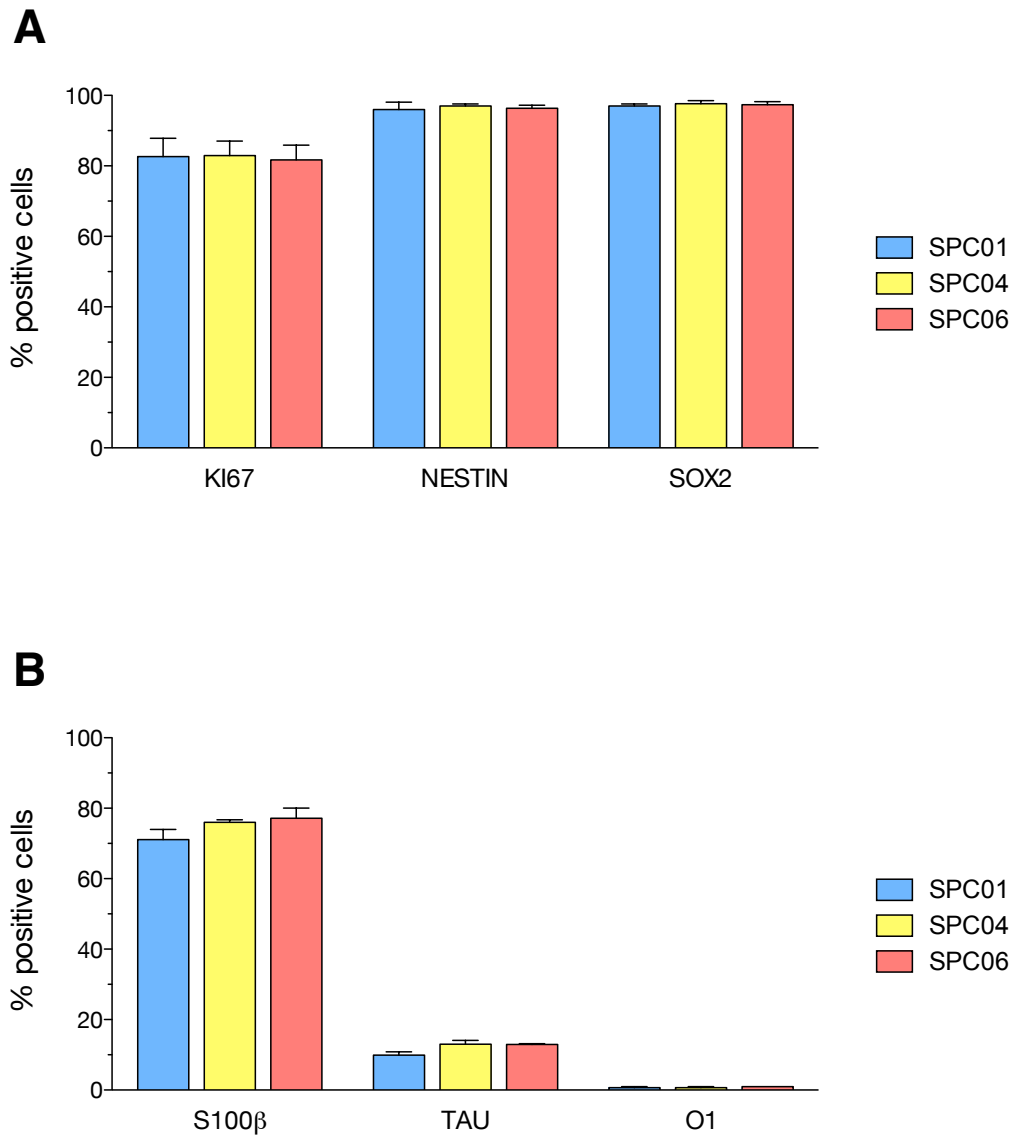 A
% positive cells
100
80
60
40
20
0
KI67 NESTIN SOX2
SPC01
SPC04
SPC06
B
% positive cells
100
80
60
40
20
0
S100β TAU O1
SPC01
SPC04
SPC06